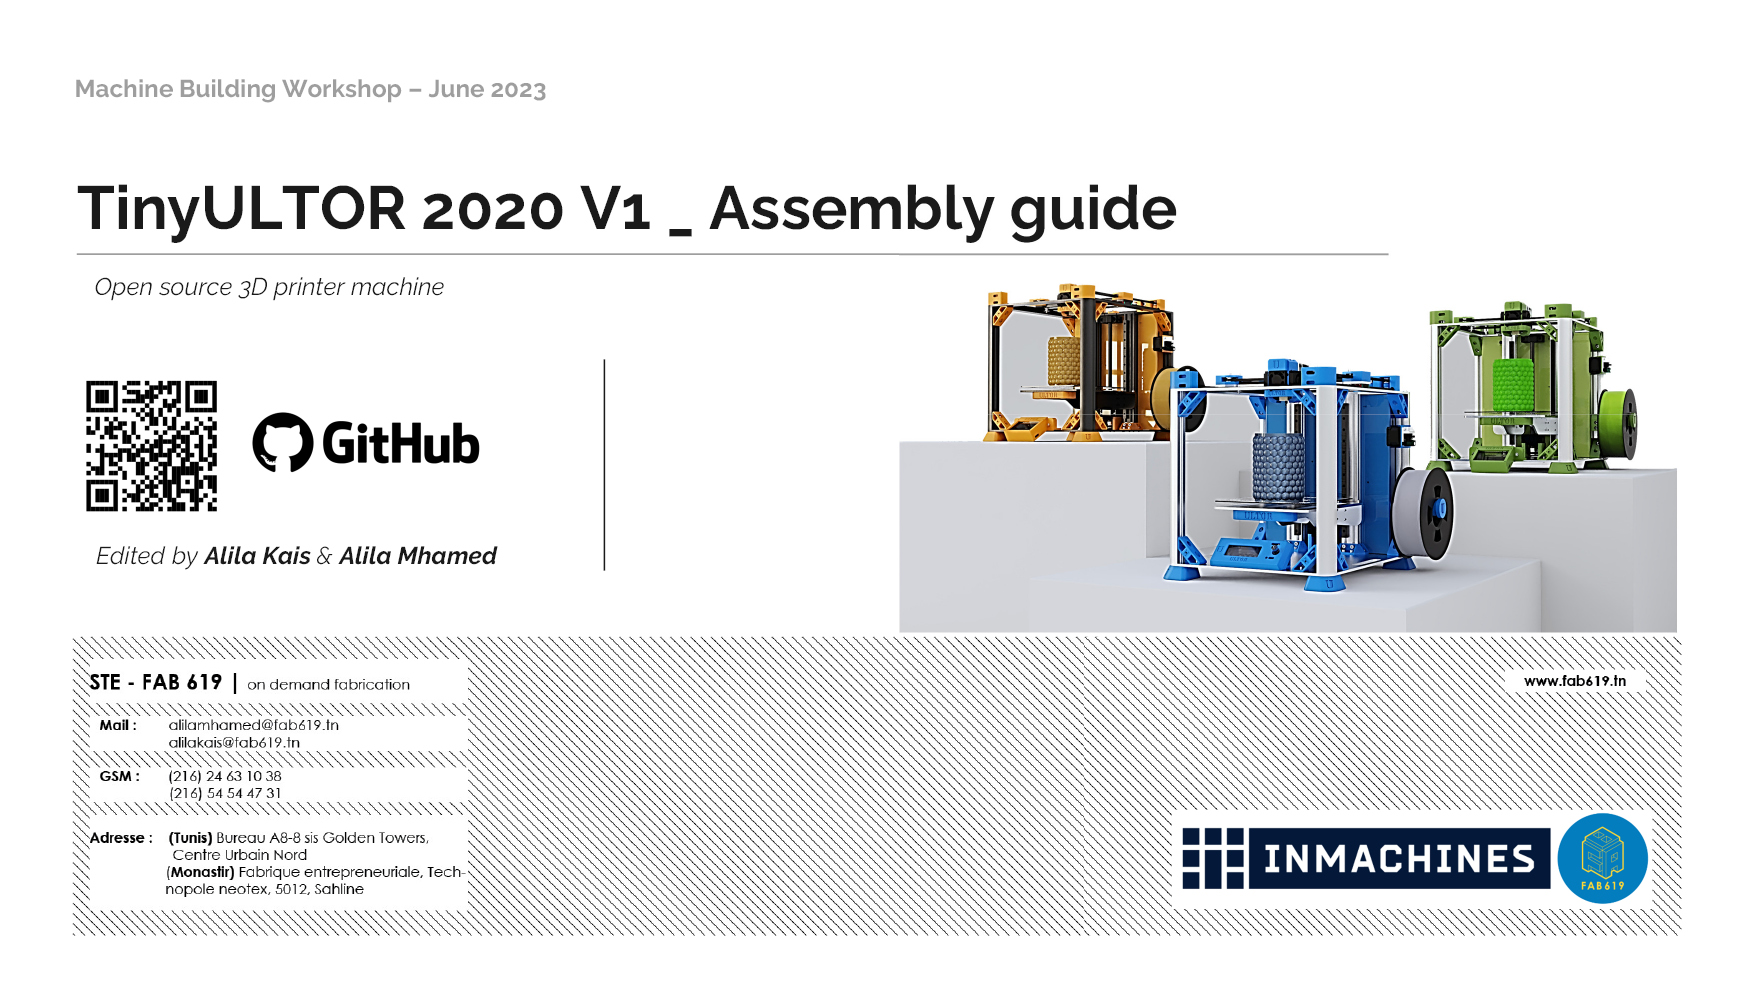 Machine Building Workshop – June 2023
TinyULTOR 2020 V1 _ Assembly guide
Open source 3D printer machine
GitHub
Edited by Alila Kais & Alila Mhamed
STE - FAB 619 | on demand fabrication
www.fab619.tn
Mail : alilamhamed@fab619.tn
alilakais@fab619.tn
GSM : (216) 24 63 10 38
(216) 54 54 47 31
Adresse : (Tunis) Bureau A8-8 sis Golden Towers,
Centre Urbain Nord
(Monastir) Fabrique entrepreneuriale, Tech-
nopole neotex, 5012, Sahline
INMACHINES
FAB619